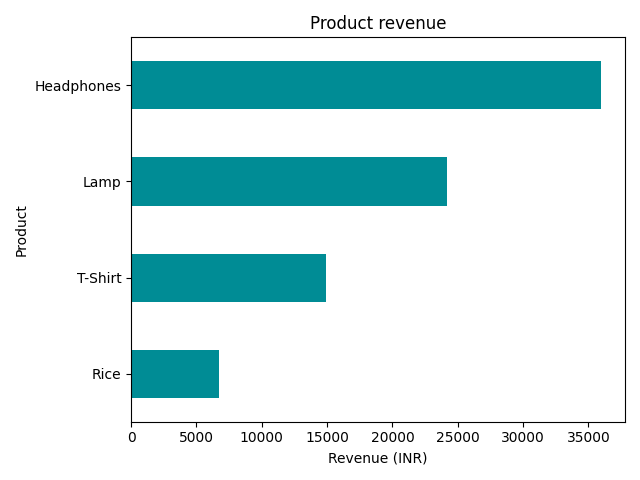 Product revenue
Headphones
Lamp
T-Shirt
Rice
Product
0 5000 10000 15000 20000 25000 30000 35000
Revenue (INR)